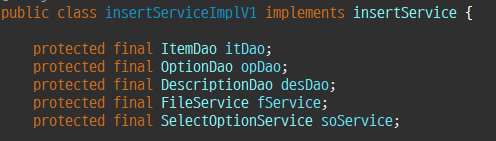 public class insertServiceImplV1 implements insertService {
protected final ItemDao itDao;
protected final OptionDao opDao;
protected final DescriptionDao desDao;
protected final FileService fService;
protected final SelectOptionService soService;